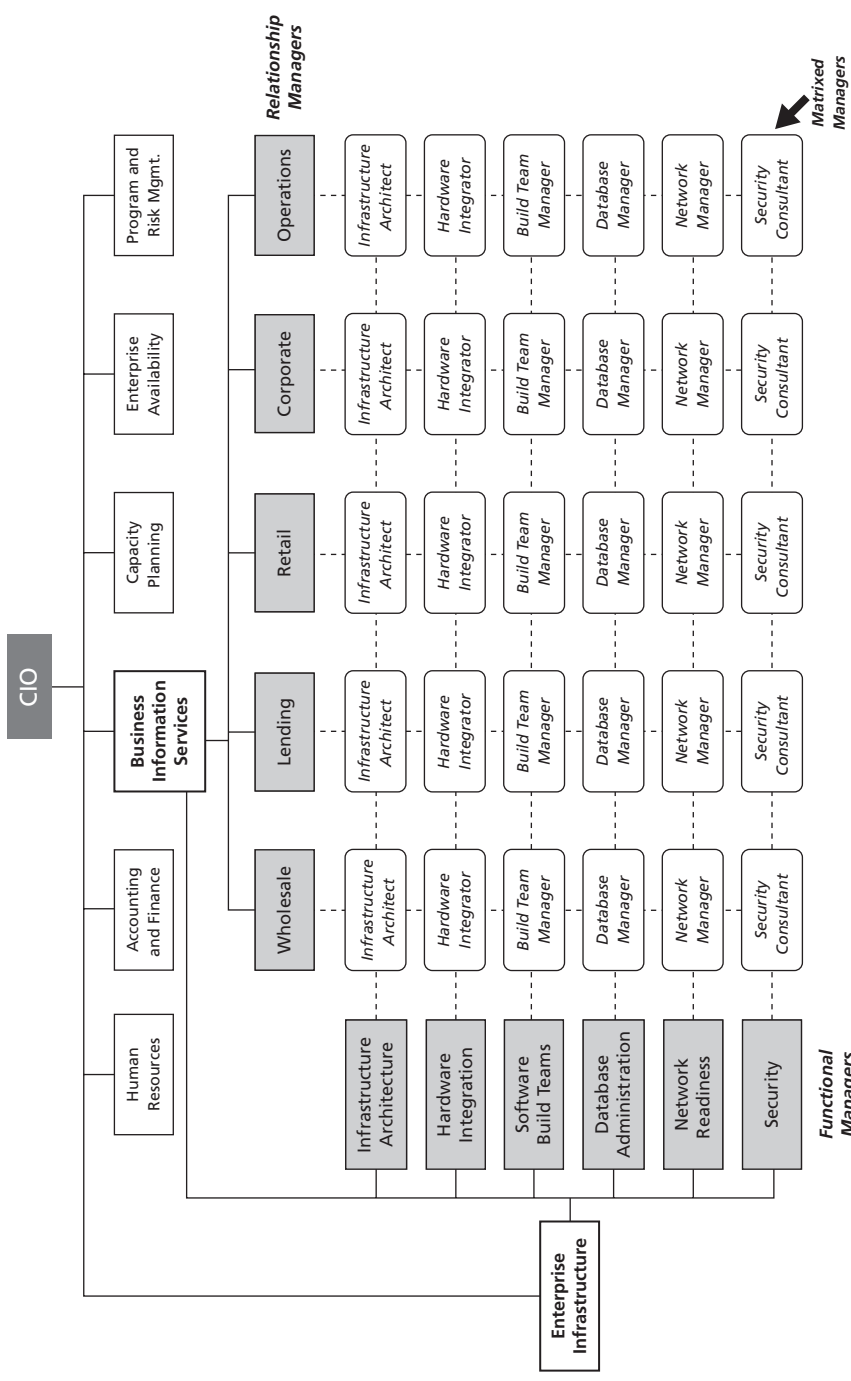 CIO
Human
Resources
Accounting
and Finance
Business
Information
Services
Capacity
Planning
Enterprise
Availability
Program and
Risk Mgmt.
Relationship
Managers
Wholesale
Lending
Retail
Corporate
Operations
Enterprise
Infrastructure
Infrastructure
Architecture
Infrastructure
Architect
Infrastructure
Architect
Infrastructure
Architect
Infrastructure
Architect
Infrastructure
Architect
Hardware
Integration
Hardware
Integrator
Hardware
Integrator
Hardware
Integrator
Hardware
Integrator
Hardware
Integrator
Software
Build Teams
Build Team
Manager
Build Team
Manager
Build Team
Manager
Build Team
Manager
Build Team
Manager
Database
Administration
Database
Manager
Database
Manager
Database
Manager
Database
Manager
Database
Manager
Network
Readiness
Network
Manager
Network
Manager
Network
Manager
Network
Manager
Network
Manager
Security
Security
Consultant
Security
Consultant
Security
Consultant
Security
Consultant
Security
Consultant
Functional
Managers
Matrixed
Managers